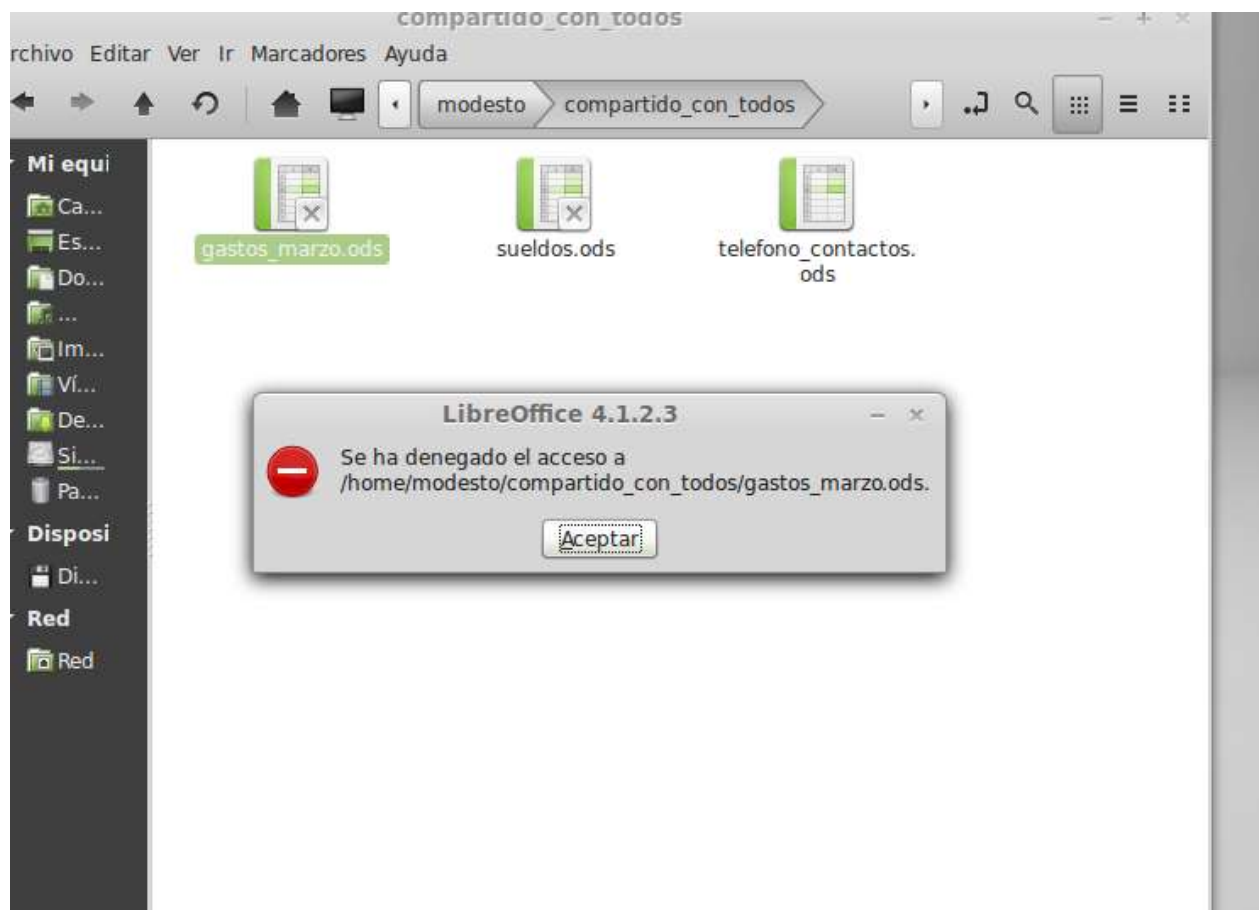 compartido_con_todos
rchivo Editar Ver Ir Marcadores Ayuda
modesto compartido_con_todos
Mi equi
Ca...
Es...
Do...
...
Im...
Ví...
De...
Si...
Pa...
Disposi
Di...
Red
Red
gastos_marzo.ods
sueldos.ods
telefono_contactos.
ods
LibreOffice 4.1.2.3
Se ha denegado el acceso a
/home/modesto/compartido_con_todos/gastos_marzo.ods.
Aceptar